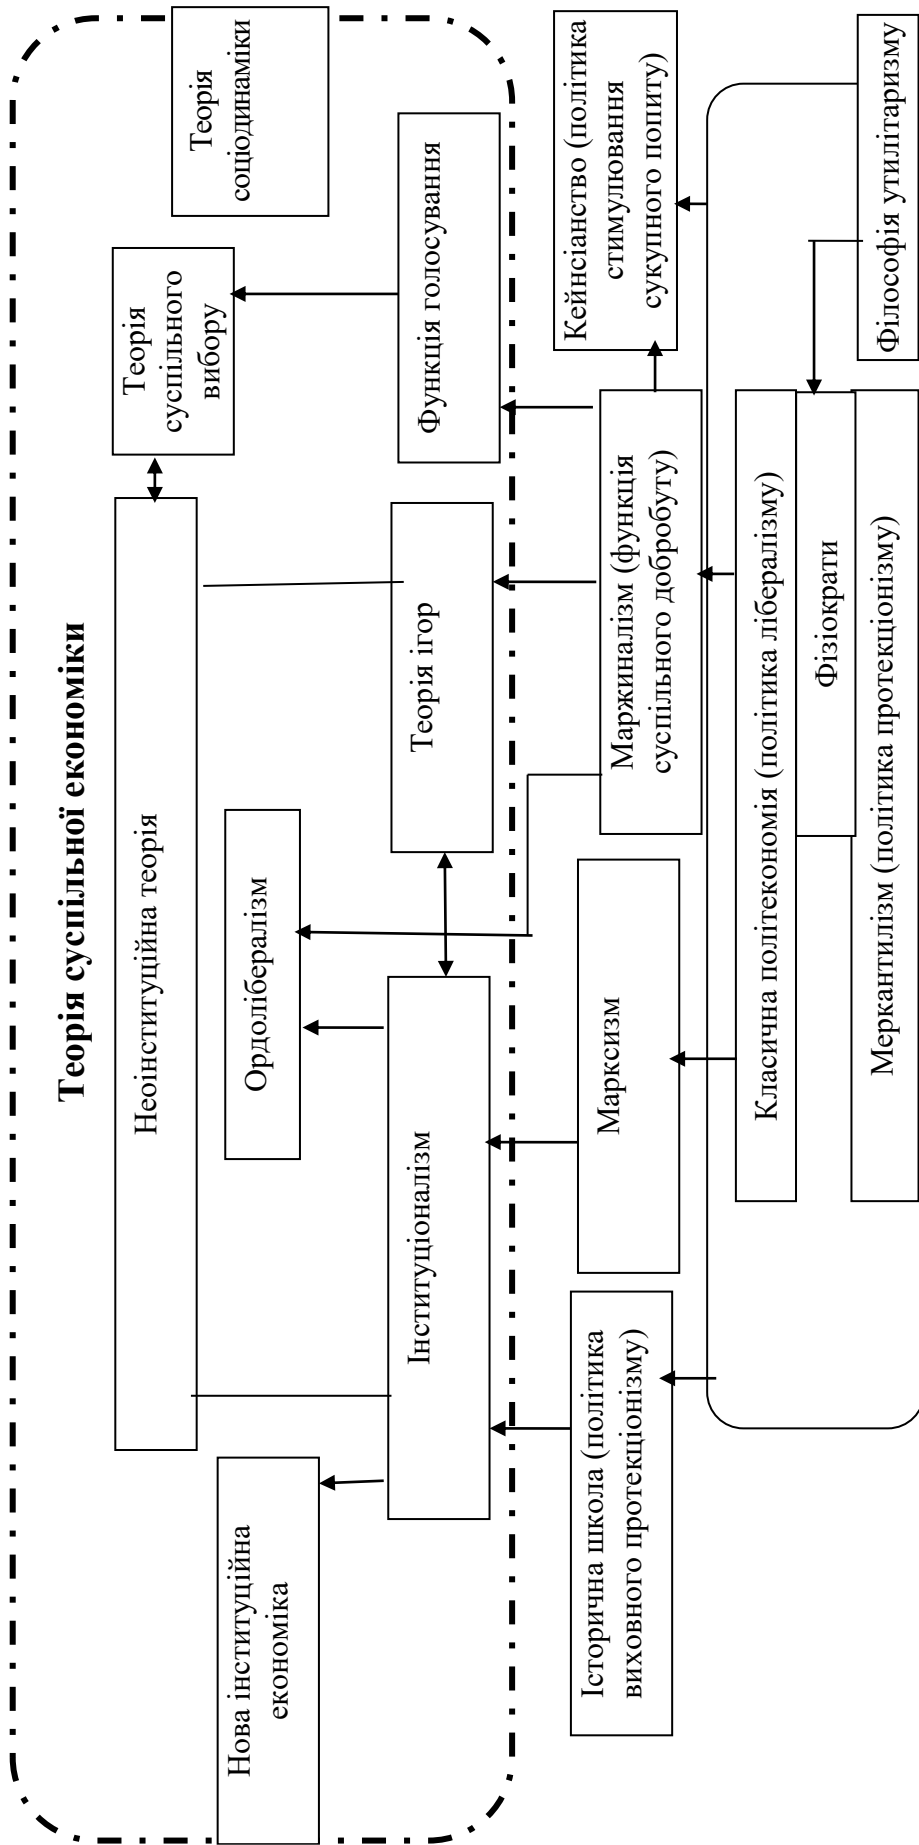 Теорія суспільної економіки
Неоінституційна теорія
Теорія
суспільного
вибору
Теорія
соціодинаміки
Нова інституційна
економіка
Ордолібералізм
Інституціоналізм
Теорія ігор
Функція голосування
Історична школа (політика
виховного протекціонізму)
Марксизм
Маржиналізм (функція
суспільного добробуту)
Кейнсіанство (політика
стимулювання
сукупного попиту)
Класична політекономія (політика лібералізму)
Фізіократи
Меркантилізм (політика протекціонізму)
Філософія утилітаризму